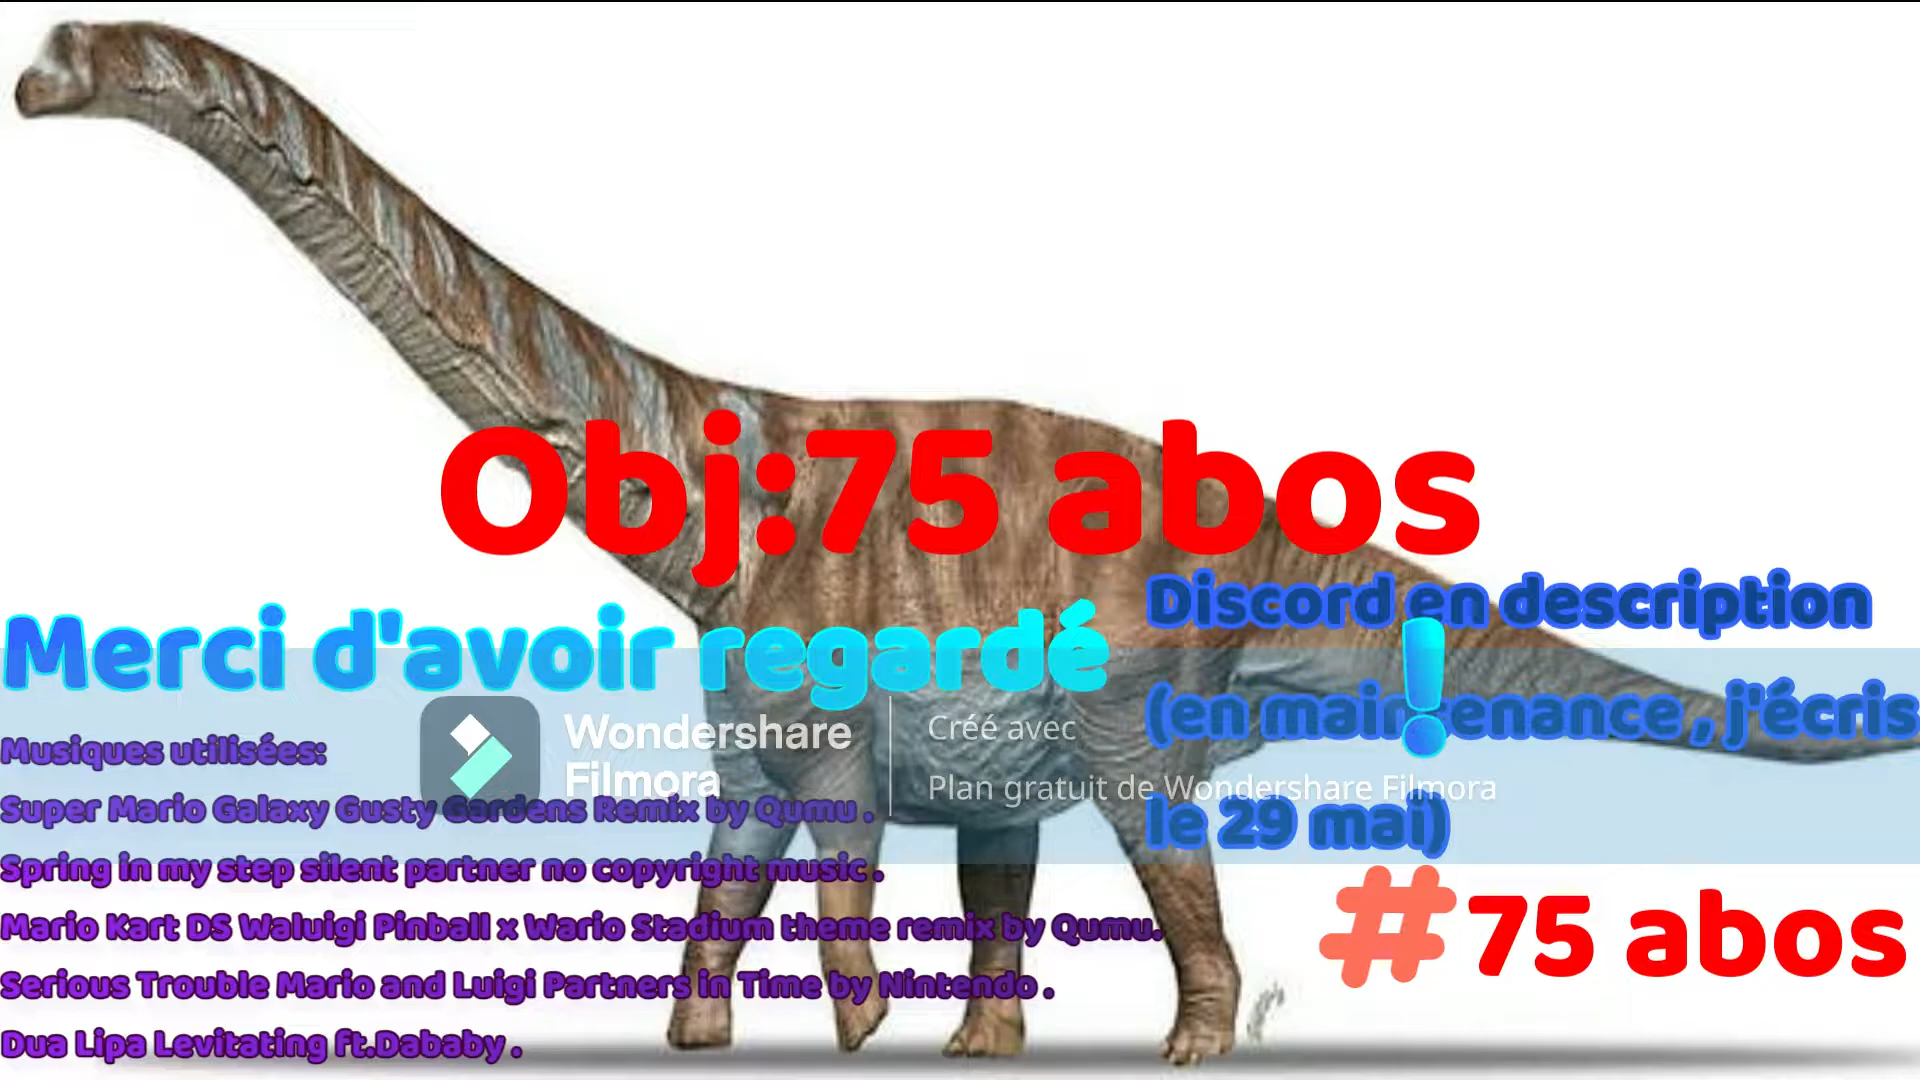 Obj:75 abos
Merci d'avoir regardé
!
Discord en description
(en maintenance, j'écris
le 29 mai)
Wondershare
Filmora
Créé avec
Plan gratuit de Wondershare Filmora
Musiques utilisées:
Super Mario Galaxy Gusty Gardens Remix by Qumu .
Spring in my step silent partner no copyright music .
Mario Kart DS Waluigi Pinball x Wario Stadium theme remix by Qumu.
Serious Trouble Mario and Luigi Partners in Time by Nintendo .
Dua Lipa Levitating ft.Dababy .
#75 abos